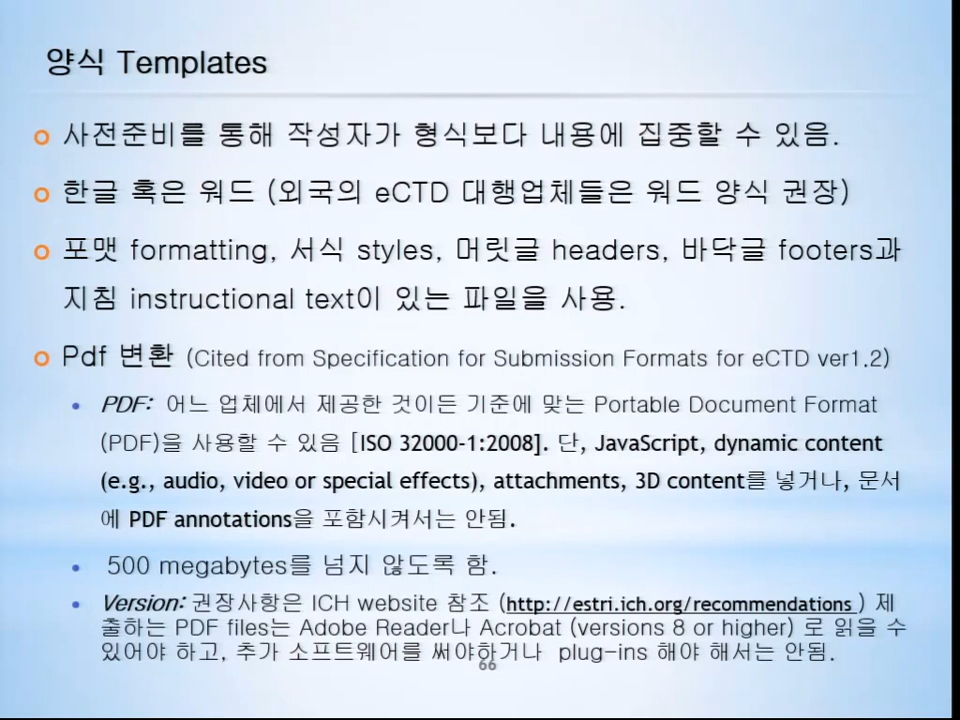 양식 Templates
사전준비를 통해 작성자가 형식보다 내용에 집중할 수 있음.
한글 혹은 워드 (외국의 eCTD 대행업체들은 워드 양식 권장)
포맷 formatting, 서식 styles, 머릿글 headers, 바닥글 footers과
지침 instructional text이 있는 파일을 사용.
Pdf 변환 (Cited from Specification for Submission Formats for eCTD ver1.2)
PDF: 어느 업체에서 제공한 것이든 기준에 맞는 Portable Document Format
(PDF)을 사용할 수 있음 [ISO 32000-1:2008]. 단, JavaScript, dynamic content
(e.g., audio, video or special effects), attachments, 3D content를 넣거나, 문서
에 PDF annotations을 포함시켜서는 안됨.
500 megabytes를 넘지 않도록 함.
Version: 권장사항은 ICH website 참조 (http://estri.ich.org/recommendations ) 제
출하는 PDF files는 Adobe Reader나 Acrobat (versions 8 or higher) 로 읽을 수
있어야 하고, 추가 소프트웨어를 써야하거나 plug-ins 해야 해서는 안됨.
66